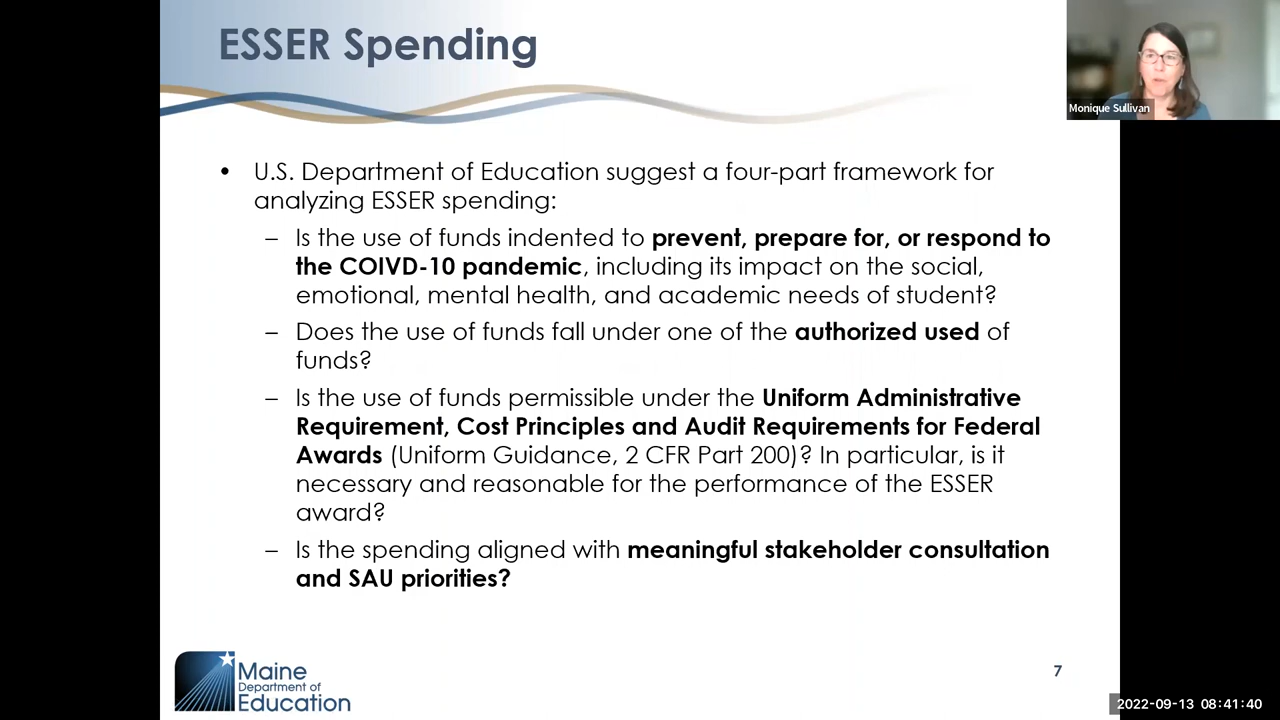 ESSER Spending
Monique Sullivan
• U.S. Department of Education suggest a four-part framework for
analyzing ESSER spending:
– Is the use of funds indented to prevent, prepare for, or respond to
the COIVD-10 pandemic, including its impact on the social,
emotional, mental health, and academic needs of student?
– Does the use of funds fall under one of the authorized used of
funds?
– Is the use of funds permissible under the Uniform Administrative
Requirement, Cost Principles and Audit Requirements for Federal
Awards (Uniform Guidance, 2 CFR Part 200)? In particular, is it
necessary and reasonable for the performance of the ESSER
award?
– Is the spending aligned with meaningful stakeholder consultation
and SAU priorities?
Maine
Department of
Education
7
2022-09-13 08:41:40